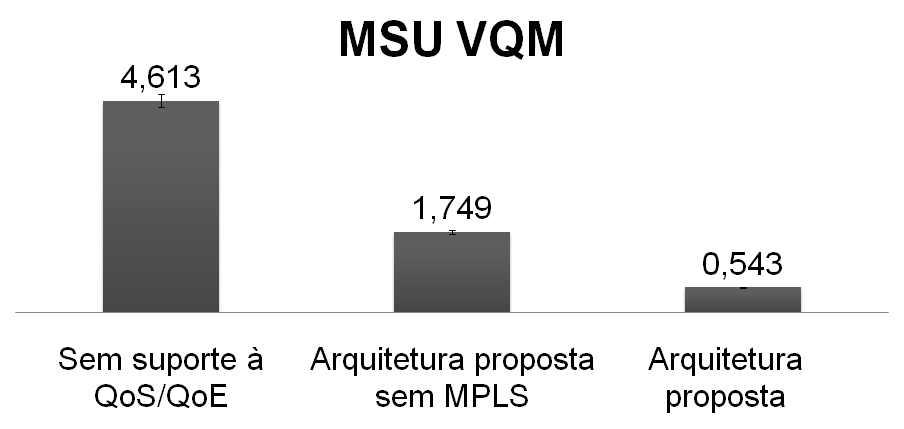 MSU VQM
4,613
1,749
0,543
Sem suporte à
QoS/QoE
Arquitetura proposta
sem MPLS
Arquitetura
proposta